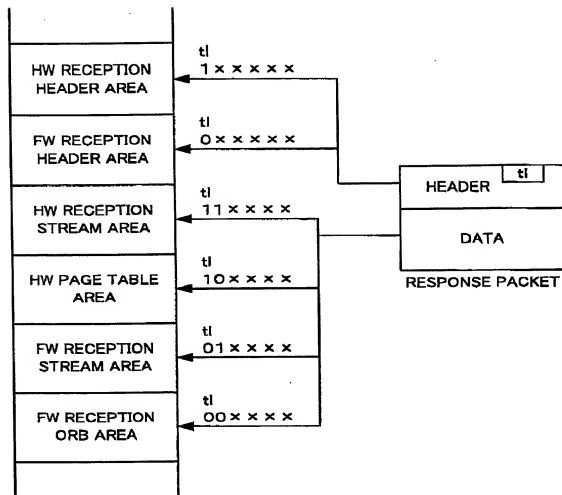 tl
1×××××
HW RECEPTION
HEADER AREA
tl
0×××××
FW RECEPTION
HEADER AREA
tl
HEADER
tl
11××××
HW RECEPTION
STREAM AREA
DATA
tl
10××××
HW PAGE TABLE
AREA
RESPONSE PACKET
tl
01××××
FW RECEPTION
STREAM AREA
tl
00××××
FW RECEPTION
ORB AREA